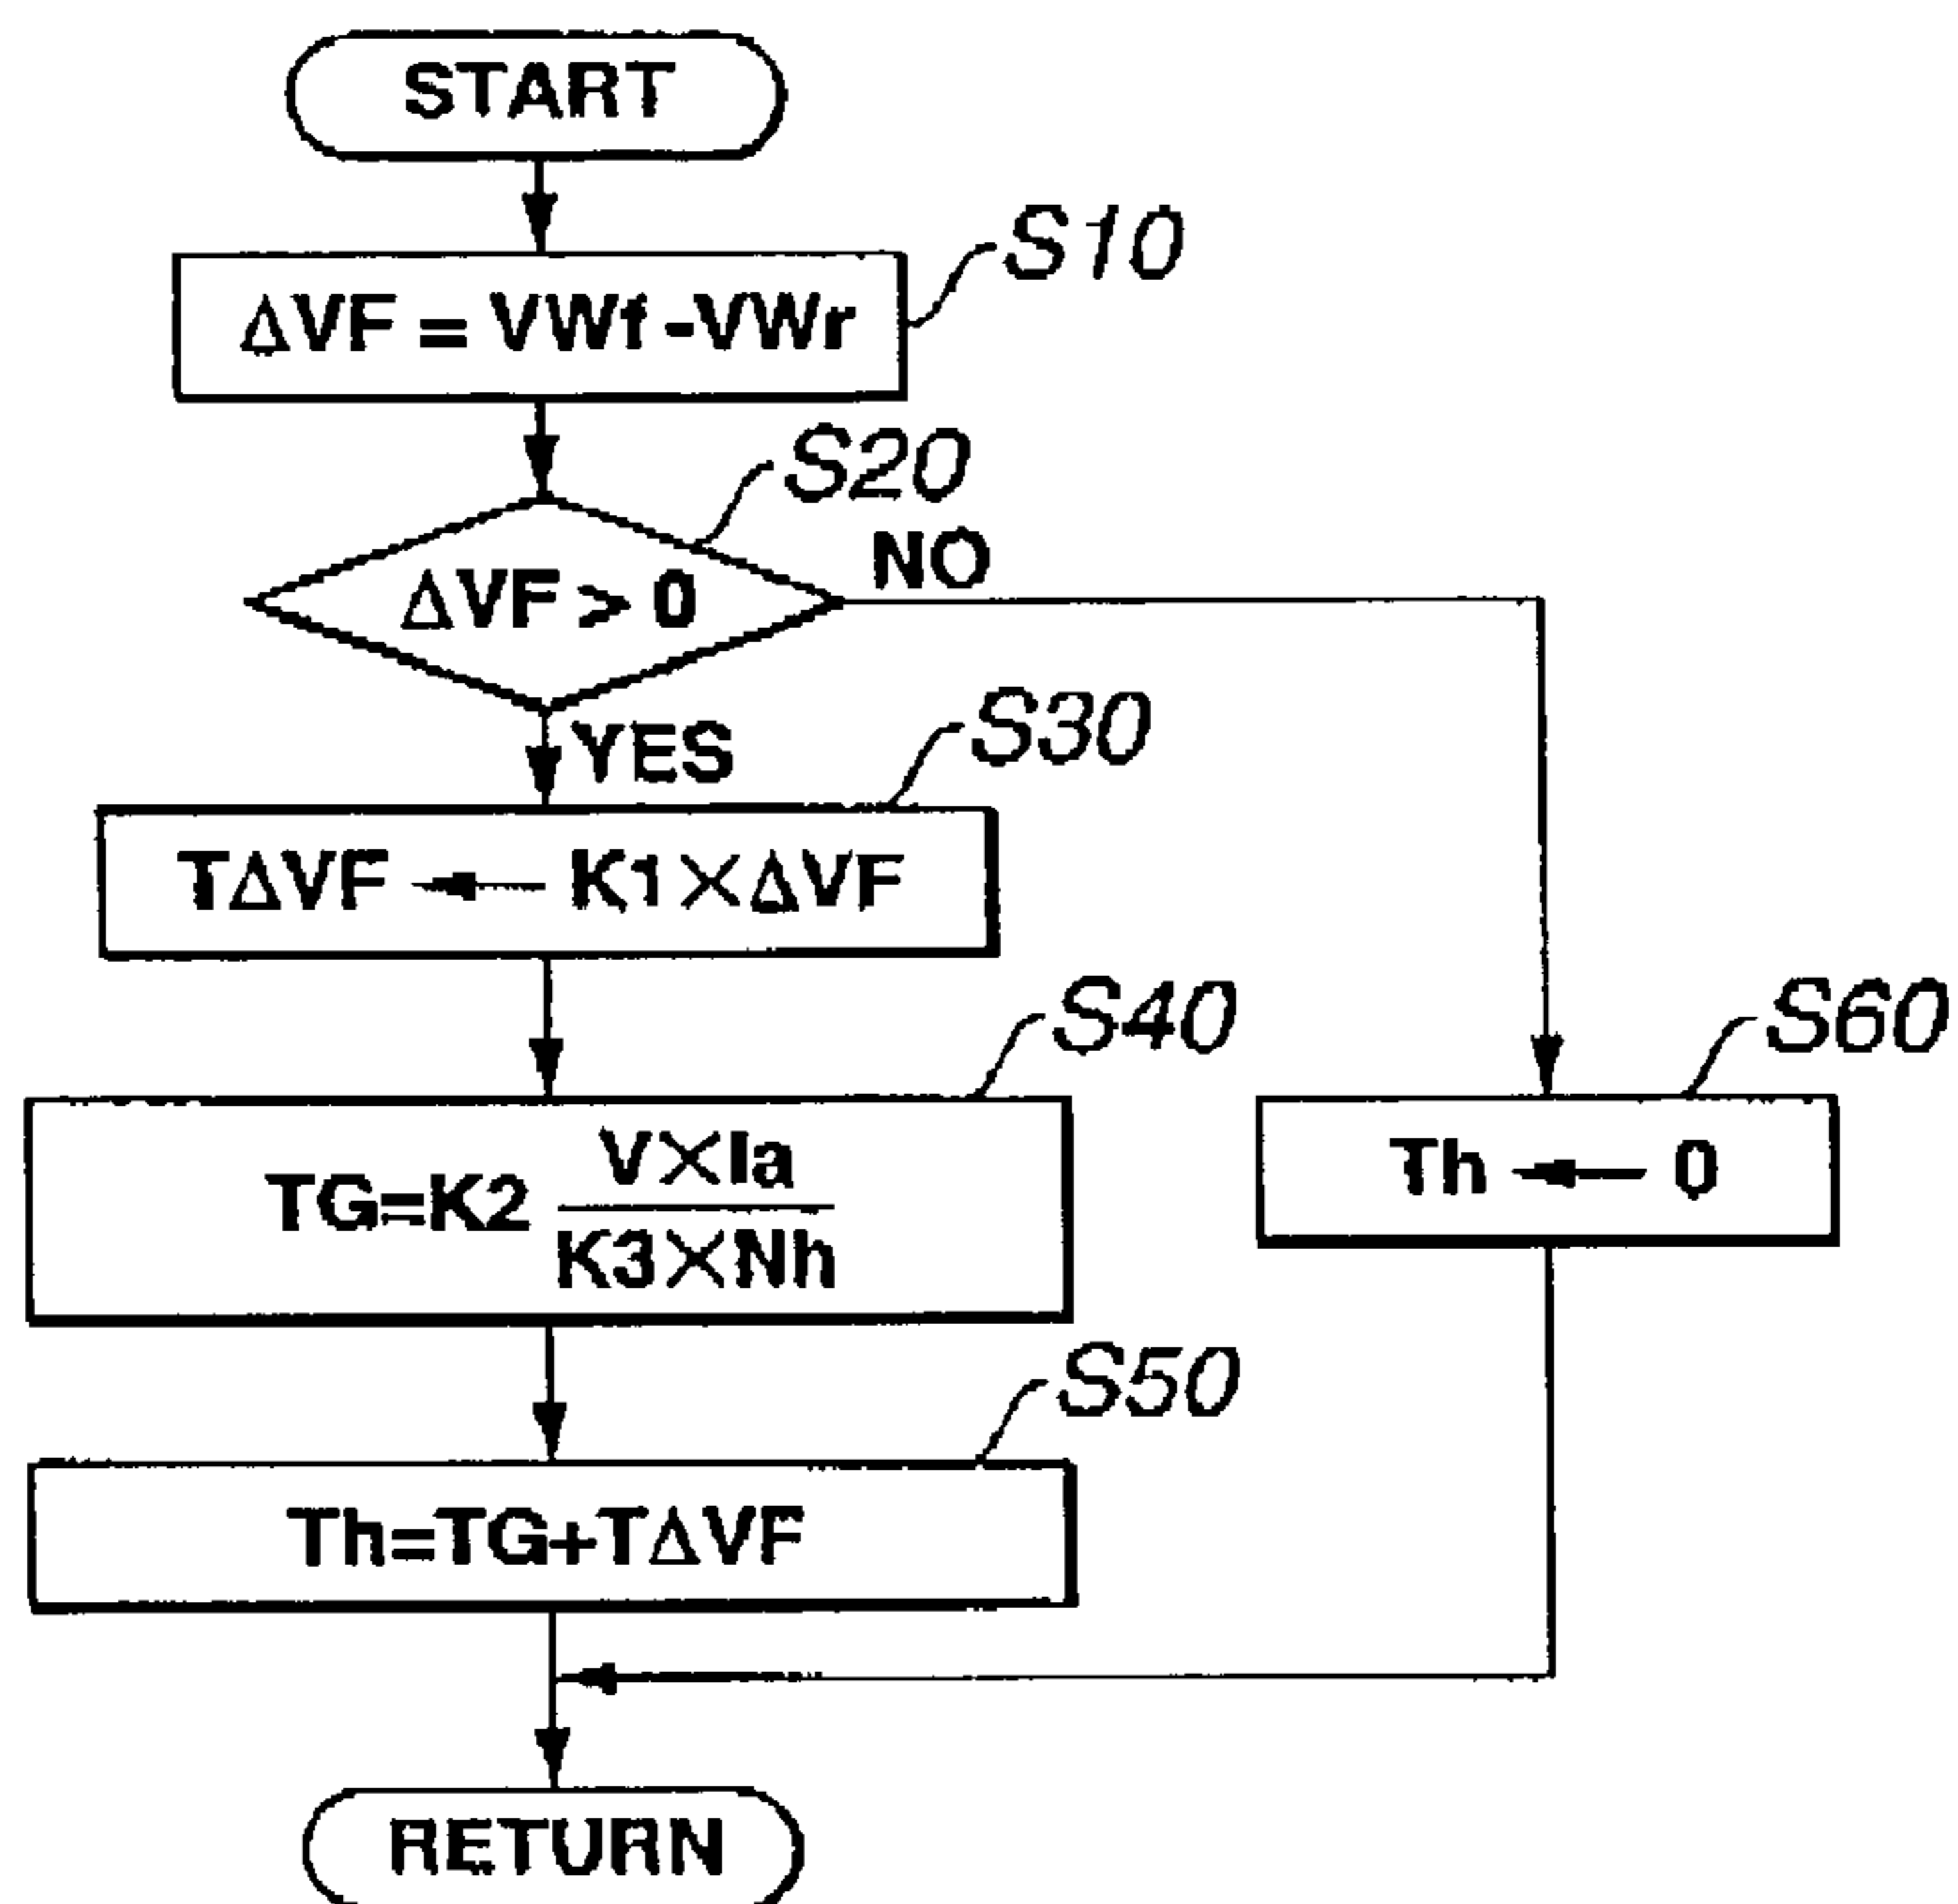 START
S10
ΔVF = VWf -VWr
S20
ΔVF > 0
NO
YES
S30
TΔVF ← K1×ΔVF
S40
TG=K2 V×Ia
K3×Nh
S60
Th ← 0
S50
Th=TG+TΔVF
RETURN